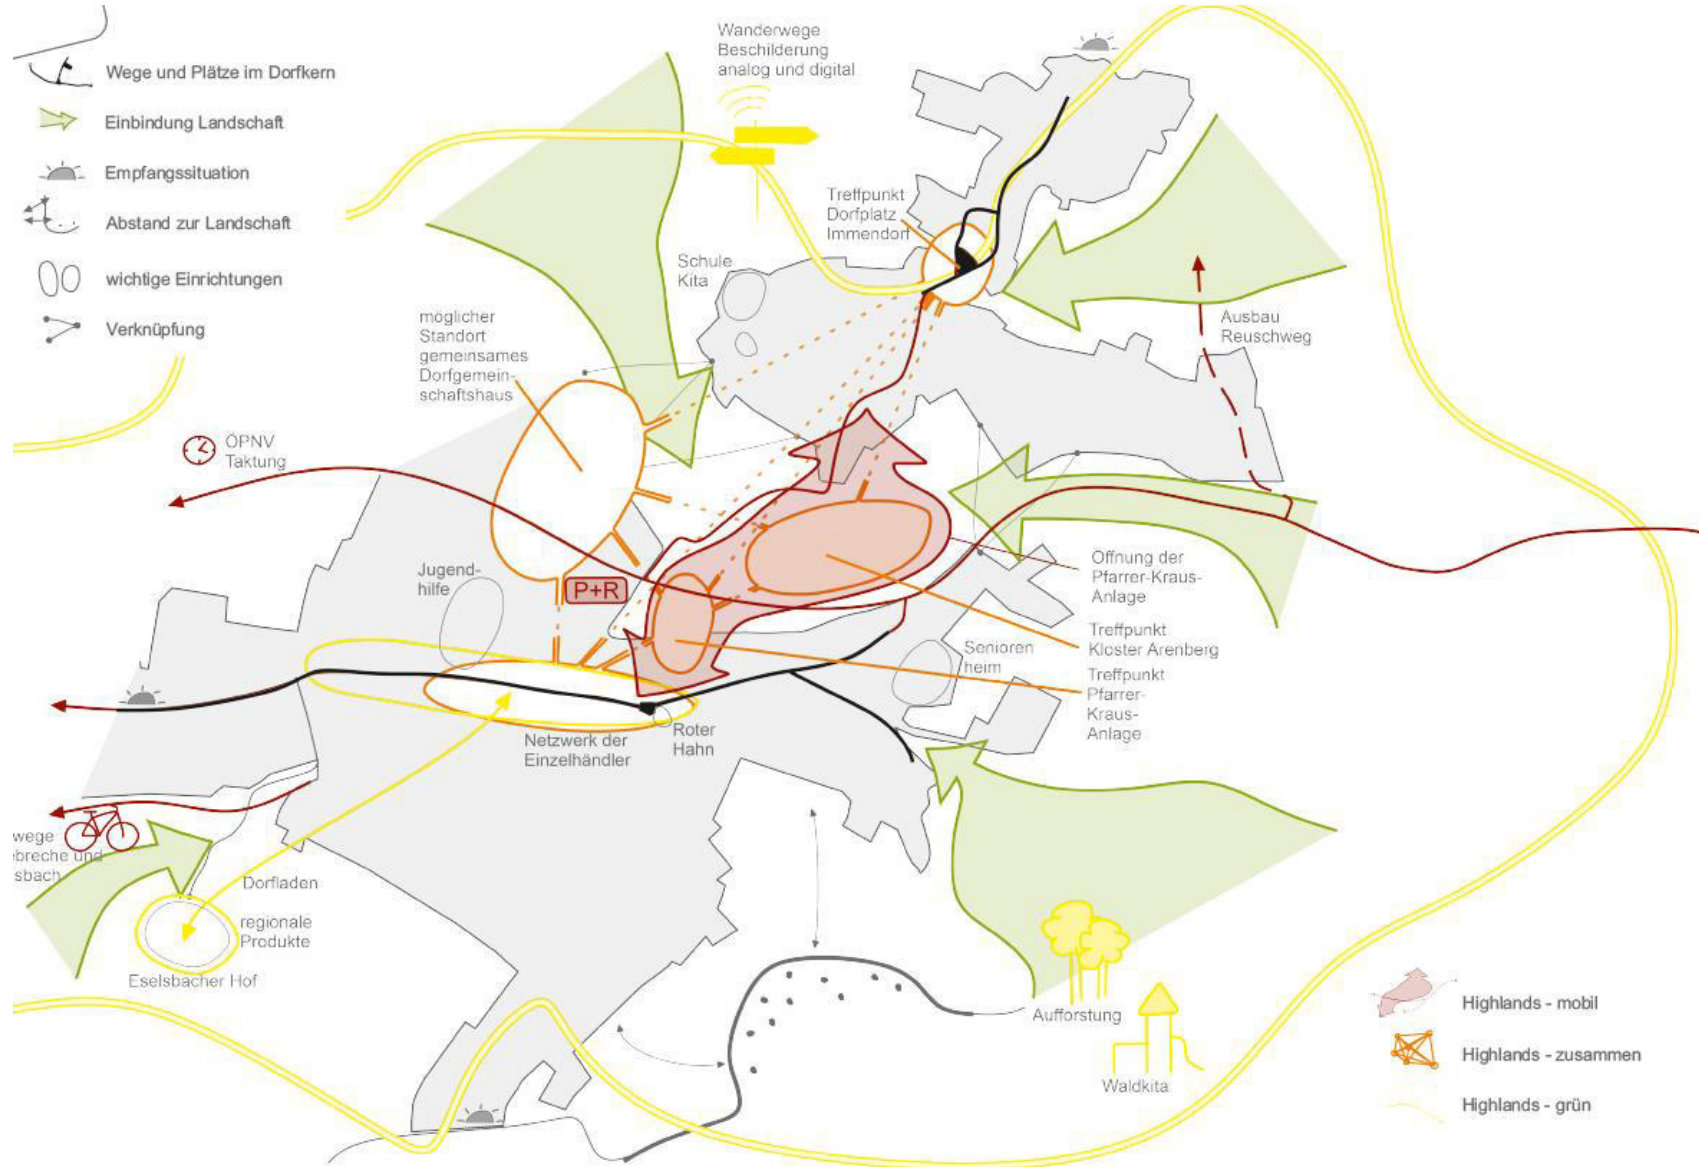 Wege und Plätze im Dorfkern
Einbindung Landschaft
Empfangssituation
Abstand zur Landschaft
wichtige Einrichtungen
Verknüpfung
Wanderwege
Beschilderung
analog und digital
Treffpunkt
Dorfplatz
Immendorf
Schule
Kita
möglicher
Standort
gemeinsames
Dorfgemein-
schaftshaus
Ausbau
Reuschweg
ÖPNV
Taktung
Jugend-
hilfe
P+R
Öffnung der
Pfarrer-Kraus-
Anlage
Treffpunkt
Kloster Arenberg
Treffpunkt
Pfarrer-
Kraus-
Anlage
Senioren
heim
Roter
Hahn
Netzwerk der
Einzelhändler
wege
ebreche und
sbach
Dorfladen
regionale
Produkte
Eselsbacher Hof
Aufforstung
Waldkita
Highlands - mobil
Highlands - zusammen
Highlands - grün